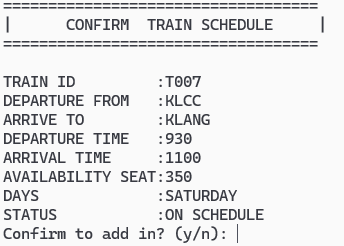 ===================================
|      CONFIRM  TRAIN SCHEDULE     |
===================================
TRAIN ID         :T007
DEPARTURE FROM   :KLCC
ARRIVE TO        :KLANG
DEPARTURE TIME   :930
ARRIVAL TIME     :1100
AVAILABILITY SEAT:350
DAYS             :SATURDAY
STATUS           :ON SCHEDULE
Confirm to add in? (y/n):